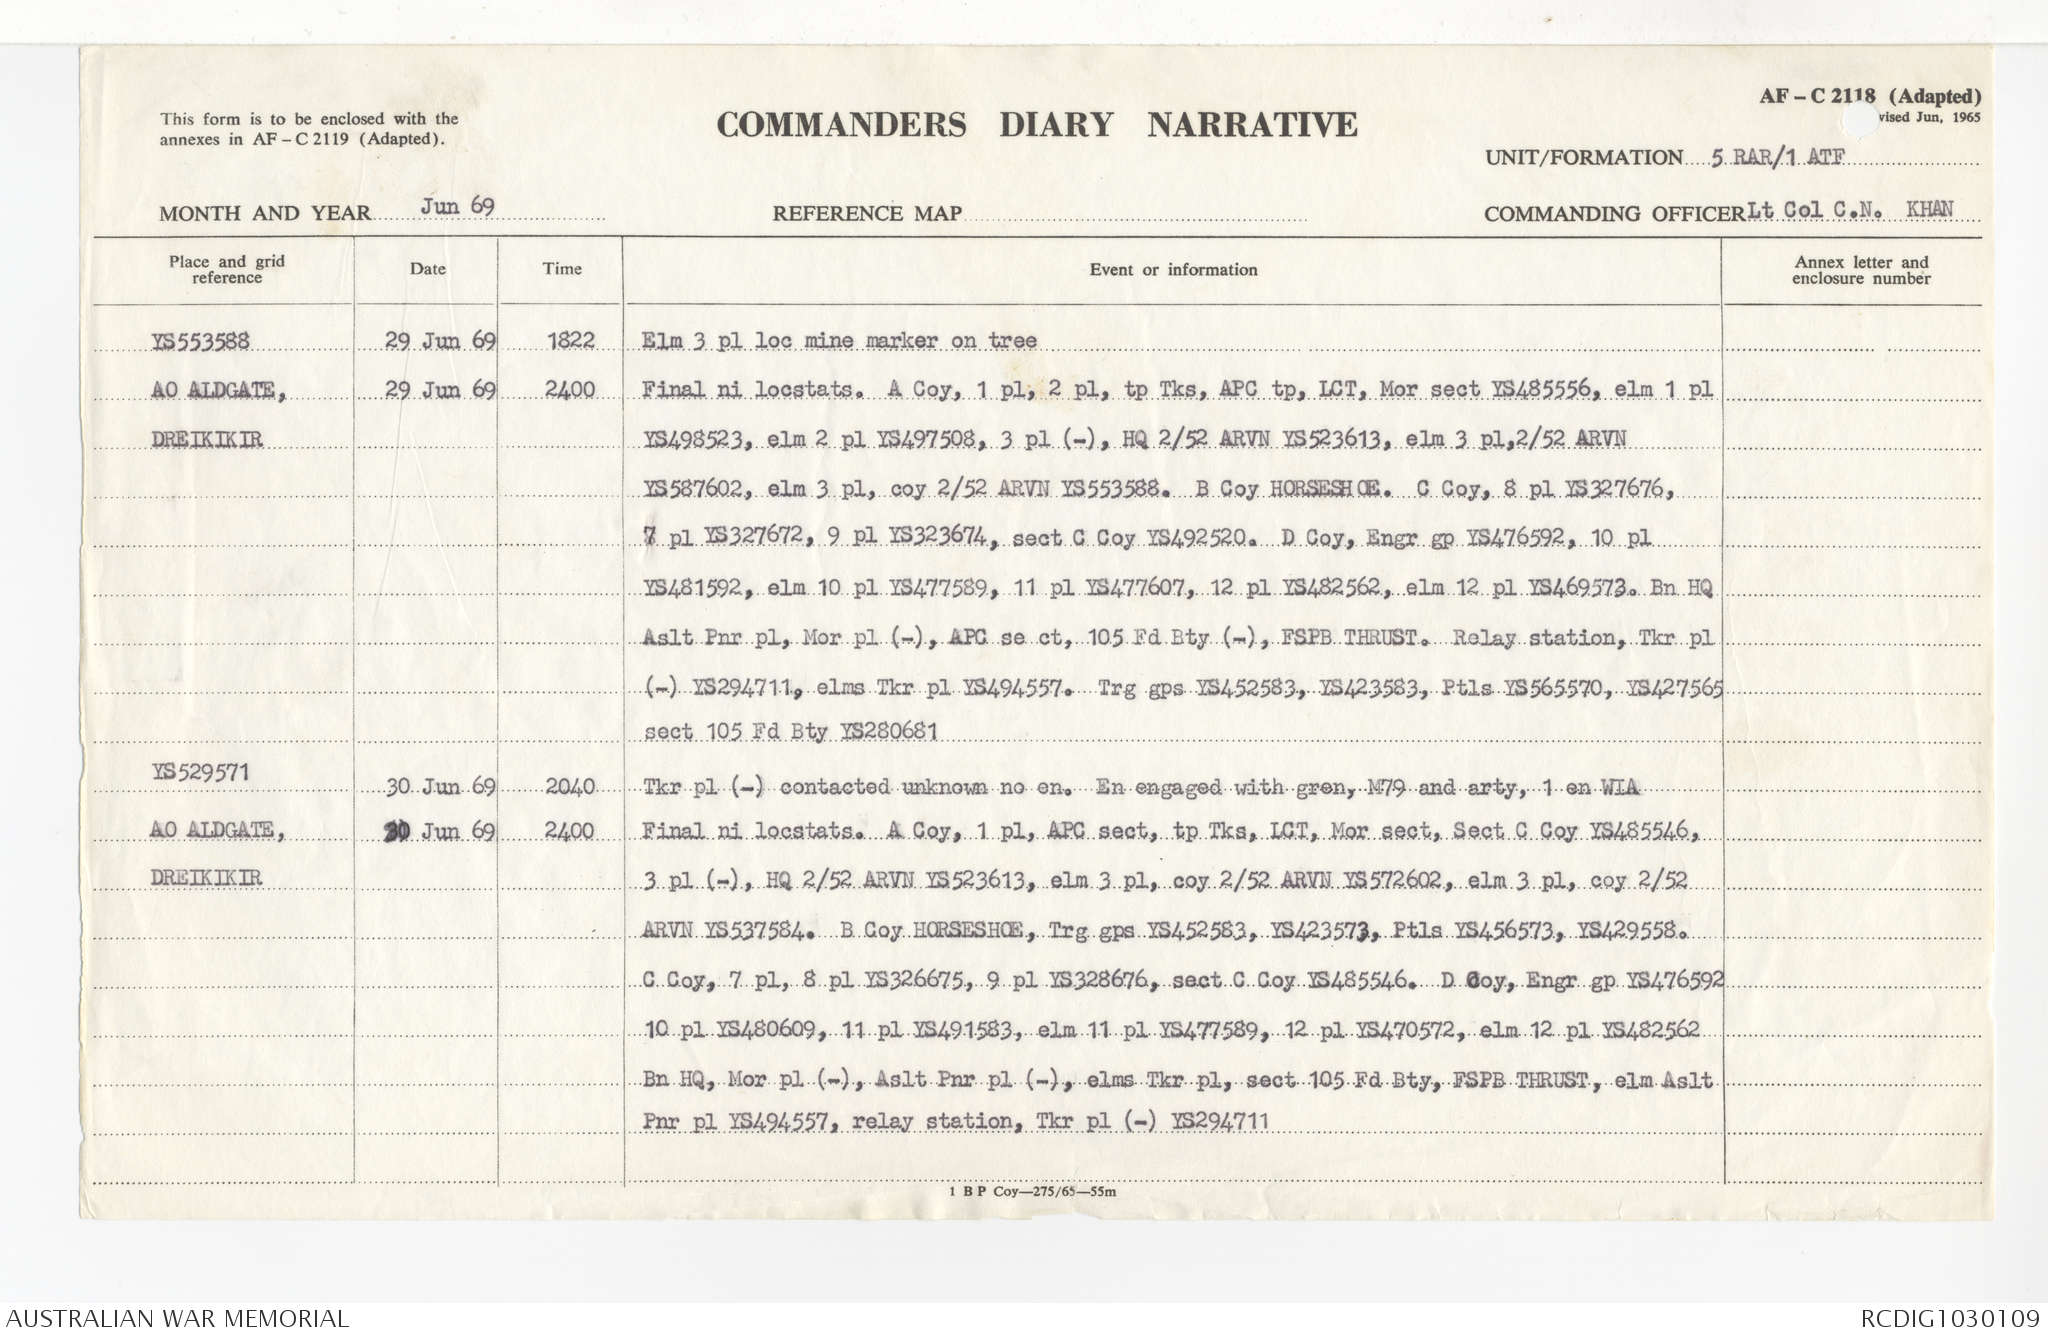 This form is to be enclosed with the
annexes in AF – C 2119 (Adapted).
COMMANDERS DIARY NARRATIVE
AF – C 2118 (Adapted)
vised Jun, 1965
UNIT/FORMATION 5 RAR/1 ATF
MONTH AND YEAR Jun 69
REFERENCE MAP
COMMANDING OFFICER Lt Col C.N. KHAN
Place and grid
reference
Date
Time
Event or information
Annex letter and
enclosure number
YS553588 29 Jun 69 1822 Elm 3 pl loc mine marker on tree
AO ALDGATE, 29 Jun 69 2400 Final ni locstats. A Coy, 1 pl, 2 pl, tp Tks, APC tp, LCT, Mor sect YS485556, elm 1 pl
DREIKIKIR YS498523, elm 2 pl YS497508, 3 pl (-), HQ 2/52 ARVN YS523613, elm 3 pl,2/52 ARVN
YS587602, elm 3 pl, coy 2/52 ARVN YS553588. B Coy HORSESHOE. C Coy, 8 pl YS327676,
7 pl YS327672, 9 pl YS323674, sect C Coy YS492520. D Coy, Engr gp YS476592, 10 pl
YS481592, elm 10 pl YS477589, 11 pl YS477607, 12 pl YS482562, elm 12 pl YS469573. Bn HQ
Aslt Pnr pl, Mor pl (-), APC se ct, 105 Fd Bty (-), FSPB THRUST. Relay station, Tkr pl
(-) YS294711, elms Tkr pl YS494557. Trg gps YS452583, YS423583, Ptls YS565570, YS427565
sect 105 Fd Bty YS280681
YS529571 30 Jun 69 2040 Tkr pl (-) contacted unknown no en. En engaged with gren, M79 and arty, 1 en WIA
AO ALDGATE, 30 Jun 69 2400 Final ni locstats. A Coy, 1 pl, APC sect, tp Tks, LCT, Mor sect, Sect C Coy YS485546,
DREIKIKIR 3 pl (-), HQ 2/52 ARVN YS523613, elm 3 pl, coy 2/52 ARVN YS572602, elm 3 pl, coy 2/52
ARVN YS537584. B Coy HORSESHOE, Trg gps YS452583, YS423573, Ptls YS456573, YS429558.
C Coy, 7 pl, 8 pl YS326675, 9 pl YS328676, sect C Coy YS485546. D Coy, Engr gp YS476592
10 pl YS480609, 11 pl YS491583, elm 11 pl YS477589, 12 pl YS470572, elm 12 pl YS482562
Bn HQ, Mor pl (-), Aslt Pnr pl (-), elms Tkr pl, sect 105 Fd Bty, FSPB THRUST, elm Aslt
Pnr pl YS494557, relay station, Tkr pl (-) YS294711
1 B P Coy—275/65—55m
AUSTRALIAN WAR MEMORIAL
RCDIG1030109